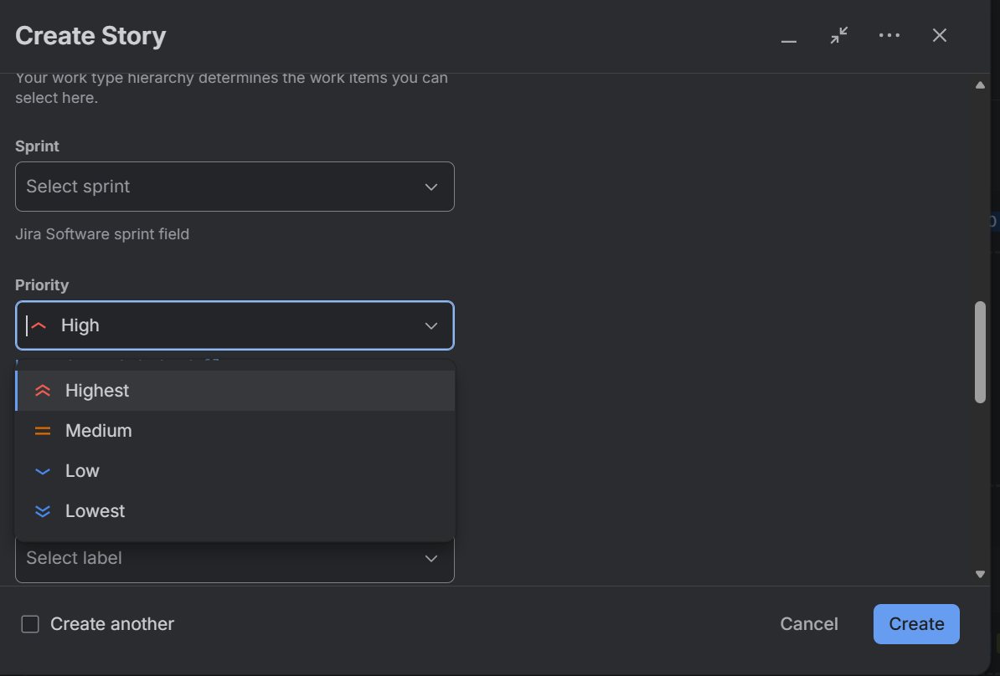 Create Story
Your work type hierarchy determines the work items you can
select here.
Sprint
Select sprint
Jira Software sprint field
Priority
High
Highest
Medium
Low
Lowest
Select label
Create another
Cancel
Create